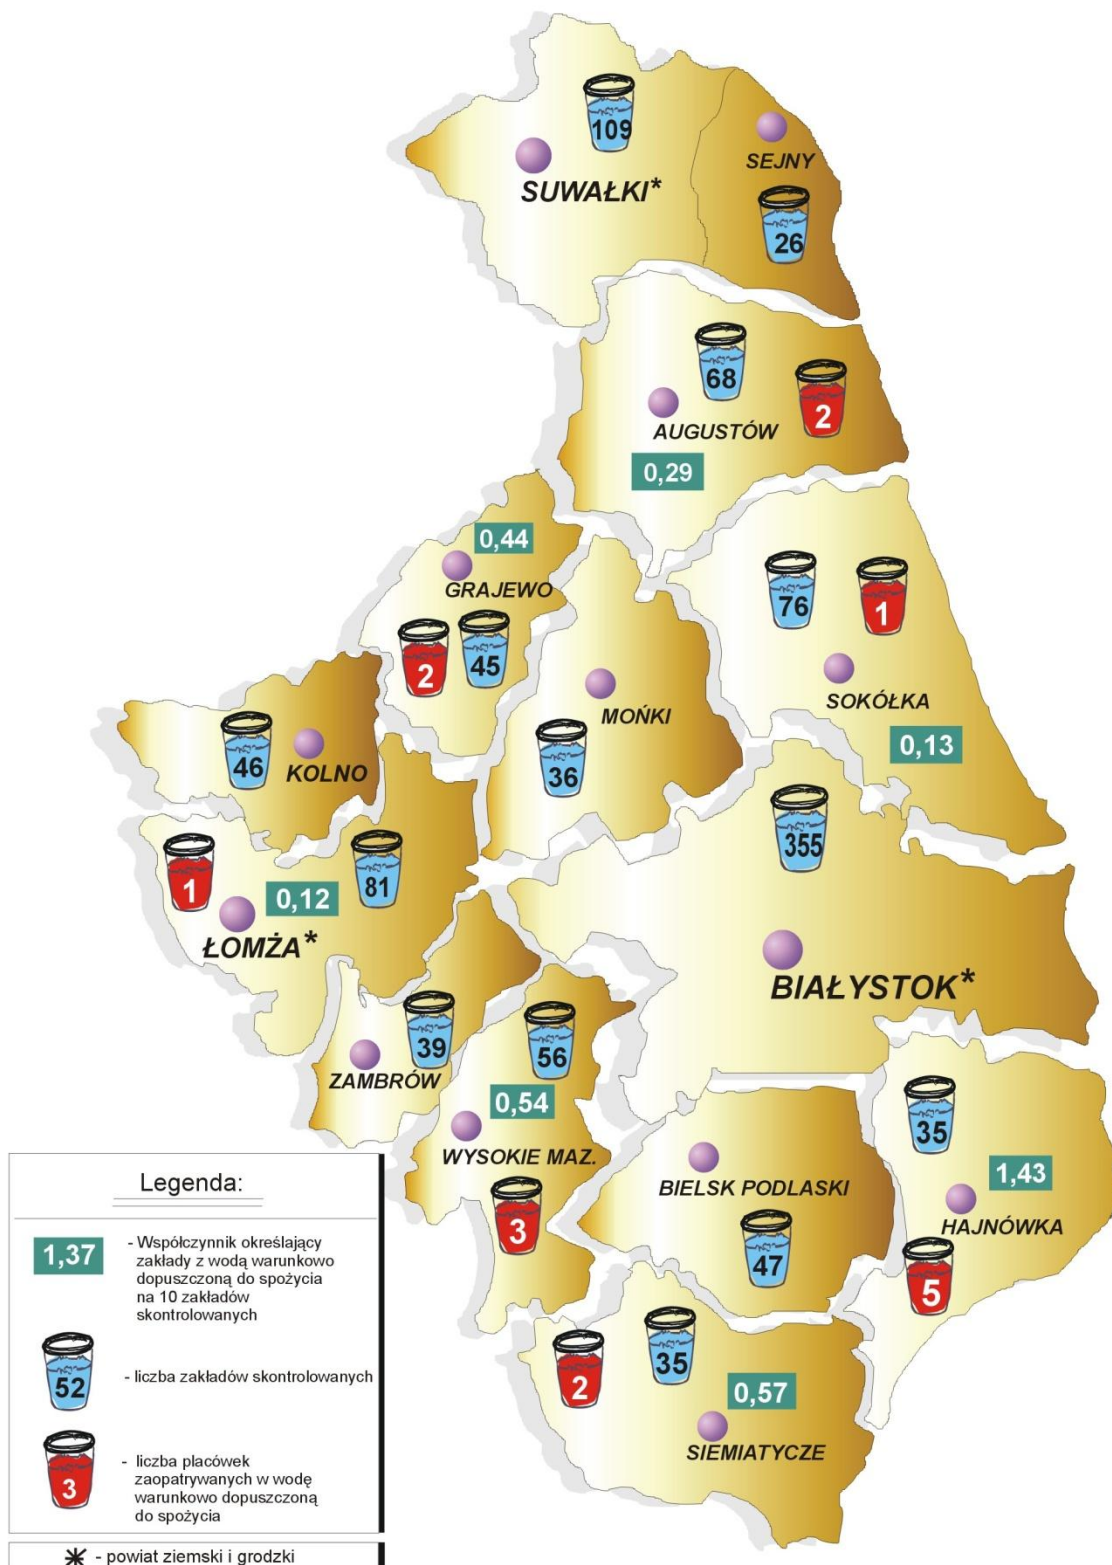 109
SUWAŁKI*
SEJNY
26
68
2
AUGUSTÓW
0,29
0,44
GRAJEWO
2
45
76
1
SOKÓŁKA
0,13
MOŃKI
36
46
KOLNO
1
0,12
81
ŁOMŻA*
355
BIAŁYSTOK*
39
ZAMBRÓW
56
0,54
WYSOKIE MAZ.
3
BIELSK PODLASKI
47
35
1,43
HAJNÓWKA
5
2
35
0,57
SIEMIATYCZE
Legenda:
1,37
- Współczynnik określający
zakłady z wodą warunkowo
dopuszczoną do spożycia
na 10 zakładów
skontrolowanych
52
- liczba zakładów skontrolowanych
3
- liczba placówek
zaopatrywanych w wodę
warunkowo dopuszczoną
do spożycia
* - powiat ziemski i grodzki